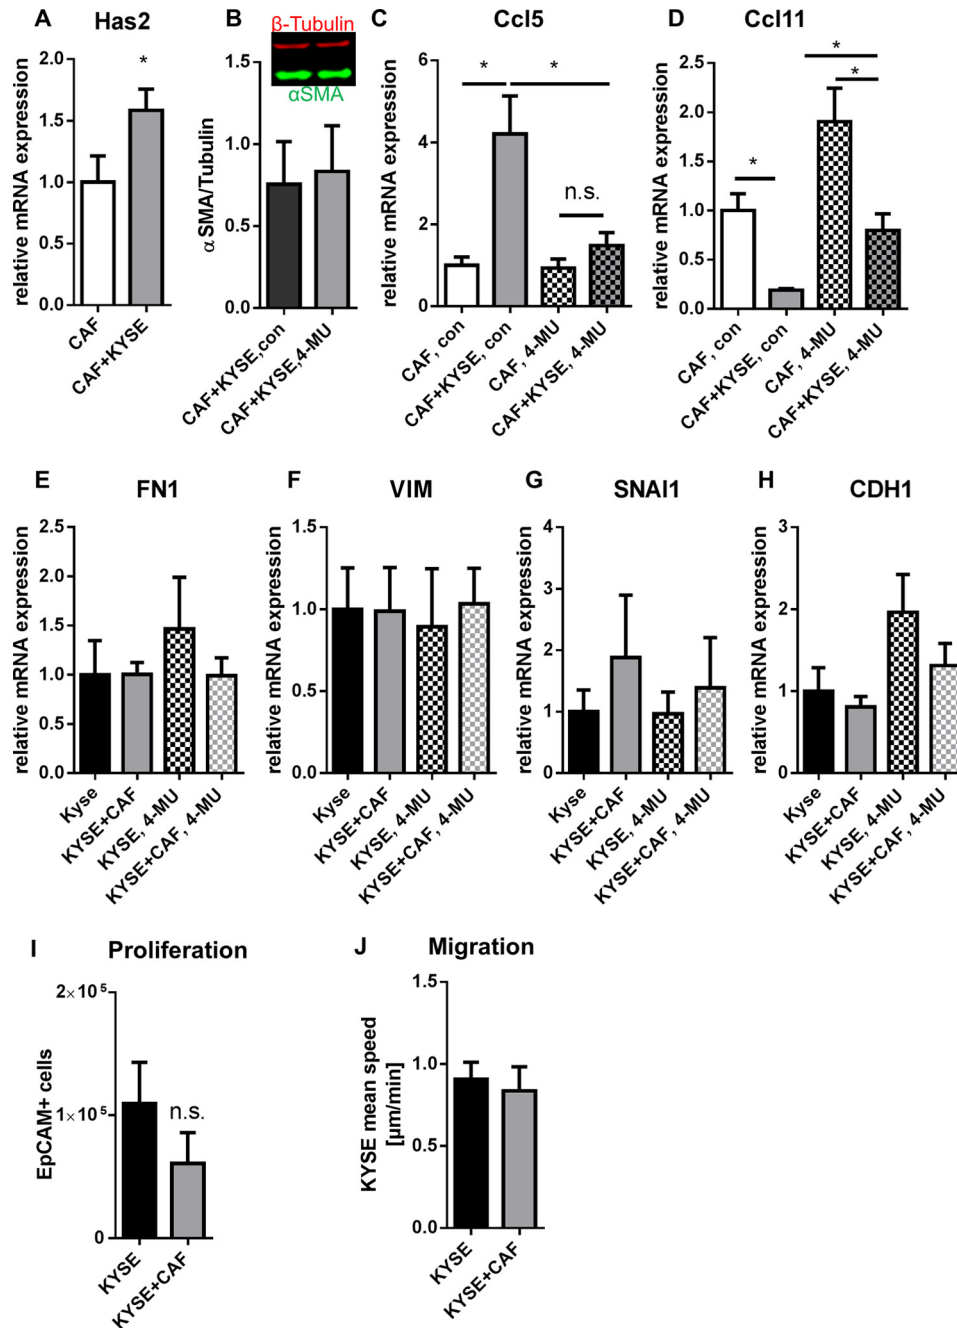 A Has2
relative mRNA expression
2.0
1.5
1.0
0.5
0.0
*
CAF
CAF+KYSE
B
β-Tubulin
αSMA
α SMA/Tubulin
1.5
1.0
0.5
0.0
CAF+KYSE,con
CAF+KYSE,4-MU
C Ccl5
relative mRNA expression
6
4
2
0
* *
n.s.
CAF, con
CAF+KYSE, con
CAF, 4-MU
CAF+KYSE, 4-MU
D Ccl11
relative mRNA expression
2.5
2.0
1.5
1.0
0.5
0.0
*
*
*
CAF, con
CAF+KYSE, con
CAF, 4-MU
CAF+KYSE, 4-MU
E FN1
relative mRNA expression
2.5
2.0
1.5
1.0
0.5
0.0
Kyse
KYSE+CAF
KYSE, 4-MU
KYSE+CAF, 4-MU
F VIM
relative mRNA expression
1.5
1.0
0.5
0.0
Kyse
KYSE+CAF
KYSE, 4-MU
KYSE+CAF, 4-MU
G SNAI1
relative mRNA expression
4
3
2
1
0
Kyse
KYSE+CAF
KYSE, 4-MU
KYSE+CAF, 4-MU
H CDH1
relative mRNA expression
3
2
1
0
Kyse
KYSE+CAF
KYSE, 4-MU
KYSE+CAF, 4-MU
I Proliferation
EpCAM+ cells
2×10⁵
1×10⁵
0
n.s.
KYSE
KYSE+CAF
J Migration
KYSE mean speed
[µm/min]
1.5
1.0
0.5
0.0
KYSE
KYSE+CAF